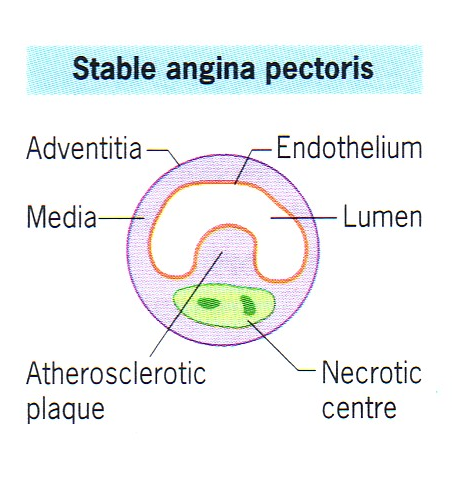 Stable angina pectoris
Adventitia
Endothelium
Media
Lumen
Atherosclerotic
plaque
Necrotic
centre